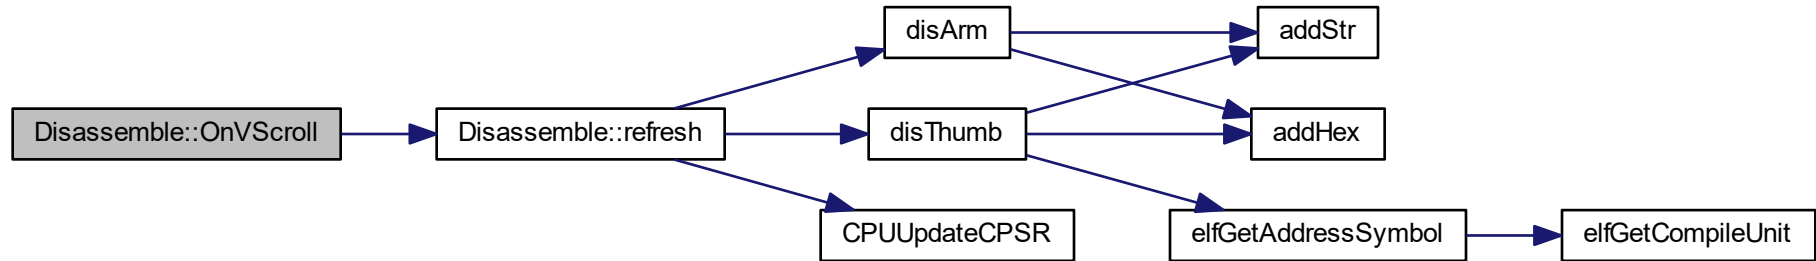 disArm
addStr
Disassemble::OnVScroll
Disassemble::refresh
disThumb
addHex
CPUUpdateCPSR
elfGetAddressSymbol
elfGetCompileUnit